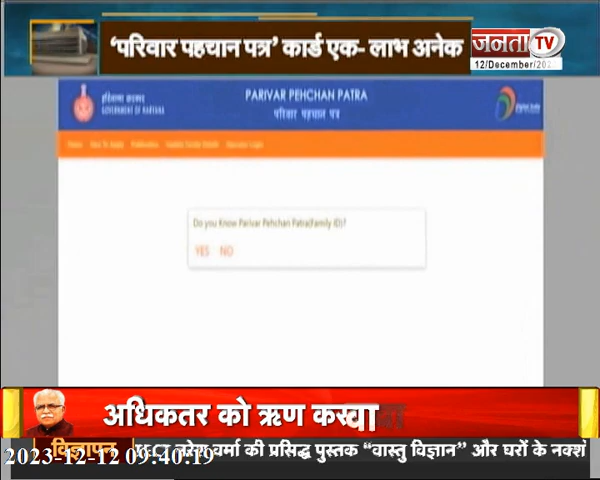 ‘परिवार पहचान पत्र’ कार्ड एक- लाभ अनेक
जनता TV
12/December/202
हरियाणा सरकार
GOVERNMENT OF HARYANA
PARIVAR PEHCHAN PATRA
परिवार पहचान पत्र
Do you Know Parivar Pehchan Patra(Family ID)?
YES NO
अधिकतर को ऋण करवा
विज्ञापन
वर्मा की प्रसिद्ध पुस्तक “वास्तु विज्ञान” और घरों के नक्शे
2023-12-12 09:40:19